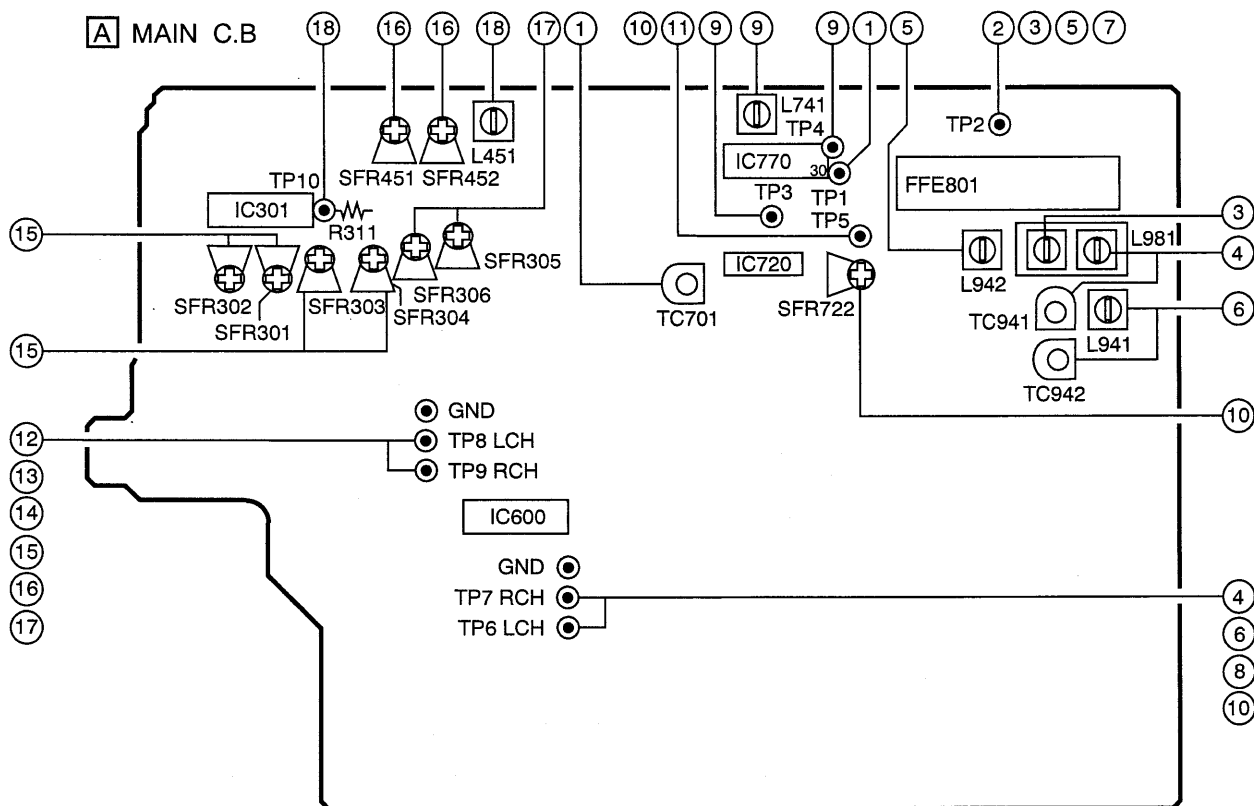 A MAIN C.B
18 16 16 18 17 1 10 11 9 9 9 1 5 2 3 5 7
L741
TP4
TP2
L451
IC770
30
SFR451 SFR452
FFE801
TP10
TP3
TP1
IC301
TP5
3
R311
15
L981
4
SFR305
IC720
L942
SFR302
SFR306
SFR301
SFR303
SFR304
TC701
SFR722
TC941
L941
6
15
TC942
GND
10
12
TP8 LCH
13
TP9 RCH
14
IC600
15
GND
16
TP7 RCH
4
17
TP6 LCH
6
8
10